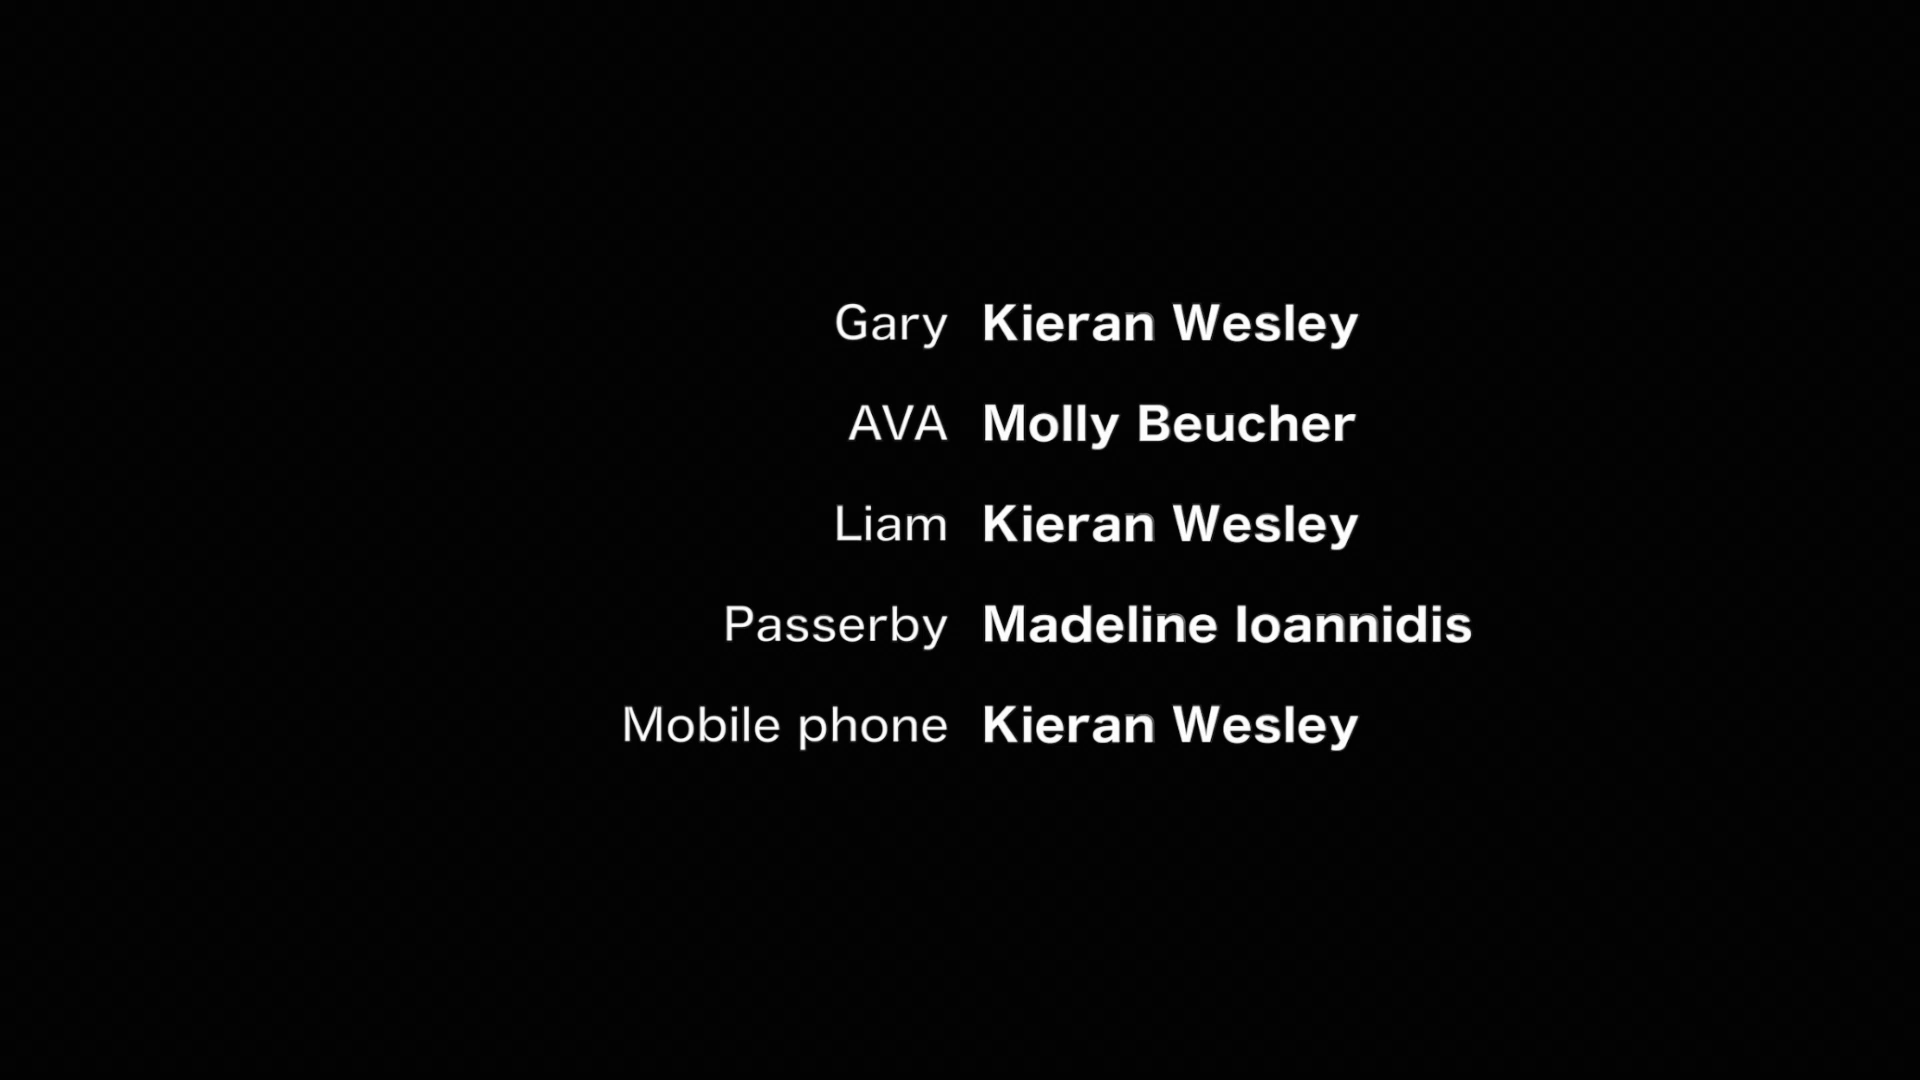 Gary Kieran Wesley
AVA Molly Beucher
Liam Kieran Wesley
Passerby Madeline Ioannidis
Mobile phone Kieran Wesley